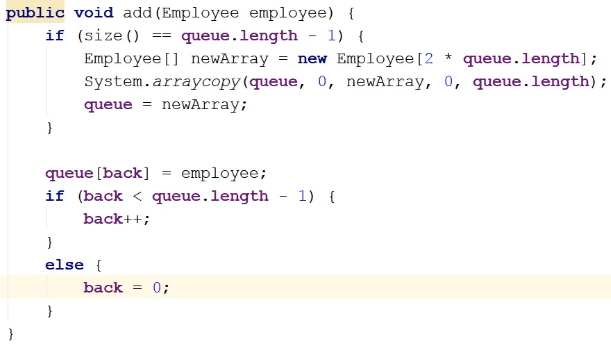 public void add(Employee employee) {
    if (size() == queue.length - 1) {
        Employee[] newArray = new Employee[2 * queue.length];
        System.arraycopy(queue, 0, newArray, 0, queue.length);
        queue = newArray;
    }

    queue[back] = employee;
    if (back < queue.length - 1) {
        back++;
    }
    else {
        back = 0;
    }
}